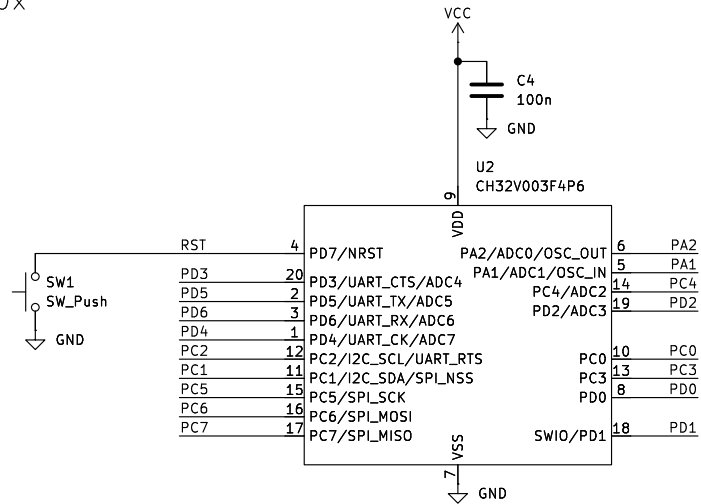 VCC
C4
100n
GND
U2
CH32V003F4P6
9
VDD
RST 4 PD7/NRST PA2/ADC0/OSC_OUT 6 PA2
PA1/ADC1/OSC_IN 5 PA1
SW1 PD3 20 PD3/UART_CTS/ADC4 PC4/ADC2 14 PC4
SW_Push PD5 2 PD5/UART_TX/ADC5 PD2/ADC3 19 PD2
PD6 3 PD6/UART_RX/ADC6
GND PD4 1 PD4/UART_CK/ADC7
PC2 12 PC2/I2C_SCL/UART_RTS PC0 10 PC0
PC1 11 PC1/I2C_SDA/SPI_NSS PC3 13 PC3
PC5 15 PC5/SPI_SCK PD0 8 PD0
PC6 16 PC6/SPI_MOSI
PC7 17 PC7/SPI_MISO SWIO/PD1 18 PD1
VSS
7
GND